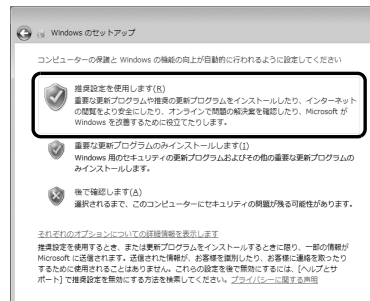 Windows のセットアップ
コンピューターの保護と Windows の機能の向上が自動的に行われるように設定してください
推奨設定を使用します(R)
重要な更新プログラムや推奨の更新プログラムをインストールしたり、インターネット
の閲覧をより安全にしたり、オンラインで問題の解決策を確認したり、Microsoft が
Windows を改善するために役立てたりします。
重要な更新プログラムのみインストールします(I)
Windows 用のセキュリティの更新プログラムおよびその他の重要な更新プログラムの
みインストールします。
後で確認します(A)
選択されるまで、このコンピューターにセキュリティの問題が残る可能性があります。
それぞれのオプションについての詳細情報を表示します
推奨設定を使用するとき、または更新プログラムをインストールするときに限り、一部の情報が
Microsoft に送信されます。送信された情報が、お客様を識別したり、お客様に連絡を取ったり
するために使用されることはありません。これらの設定を後で無効にするには、[ヘルプとサ
ポート] で推奨設定を無効にする方法を検索してください。プライバシーに関する声明